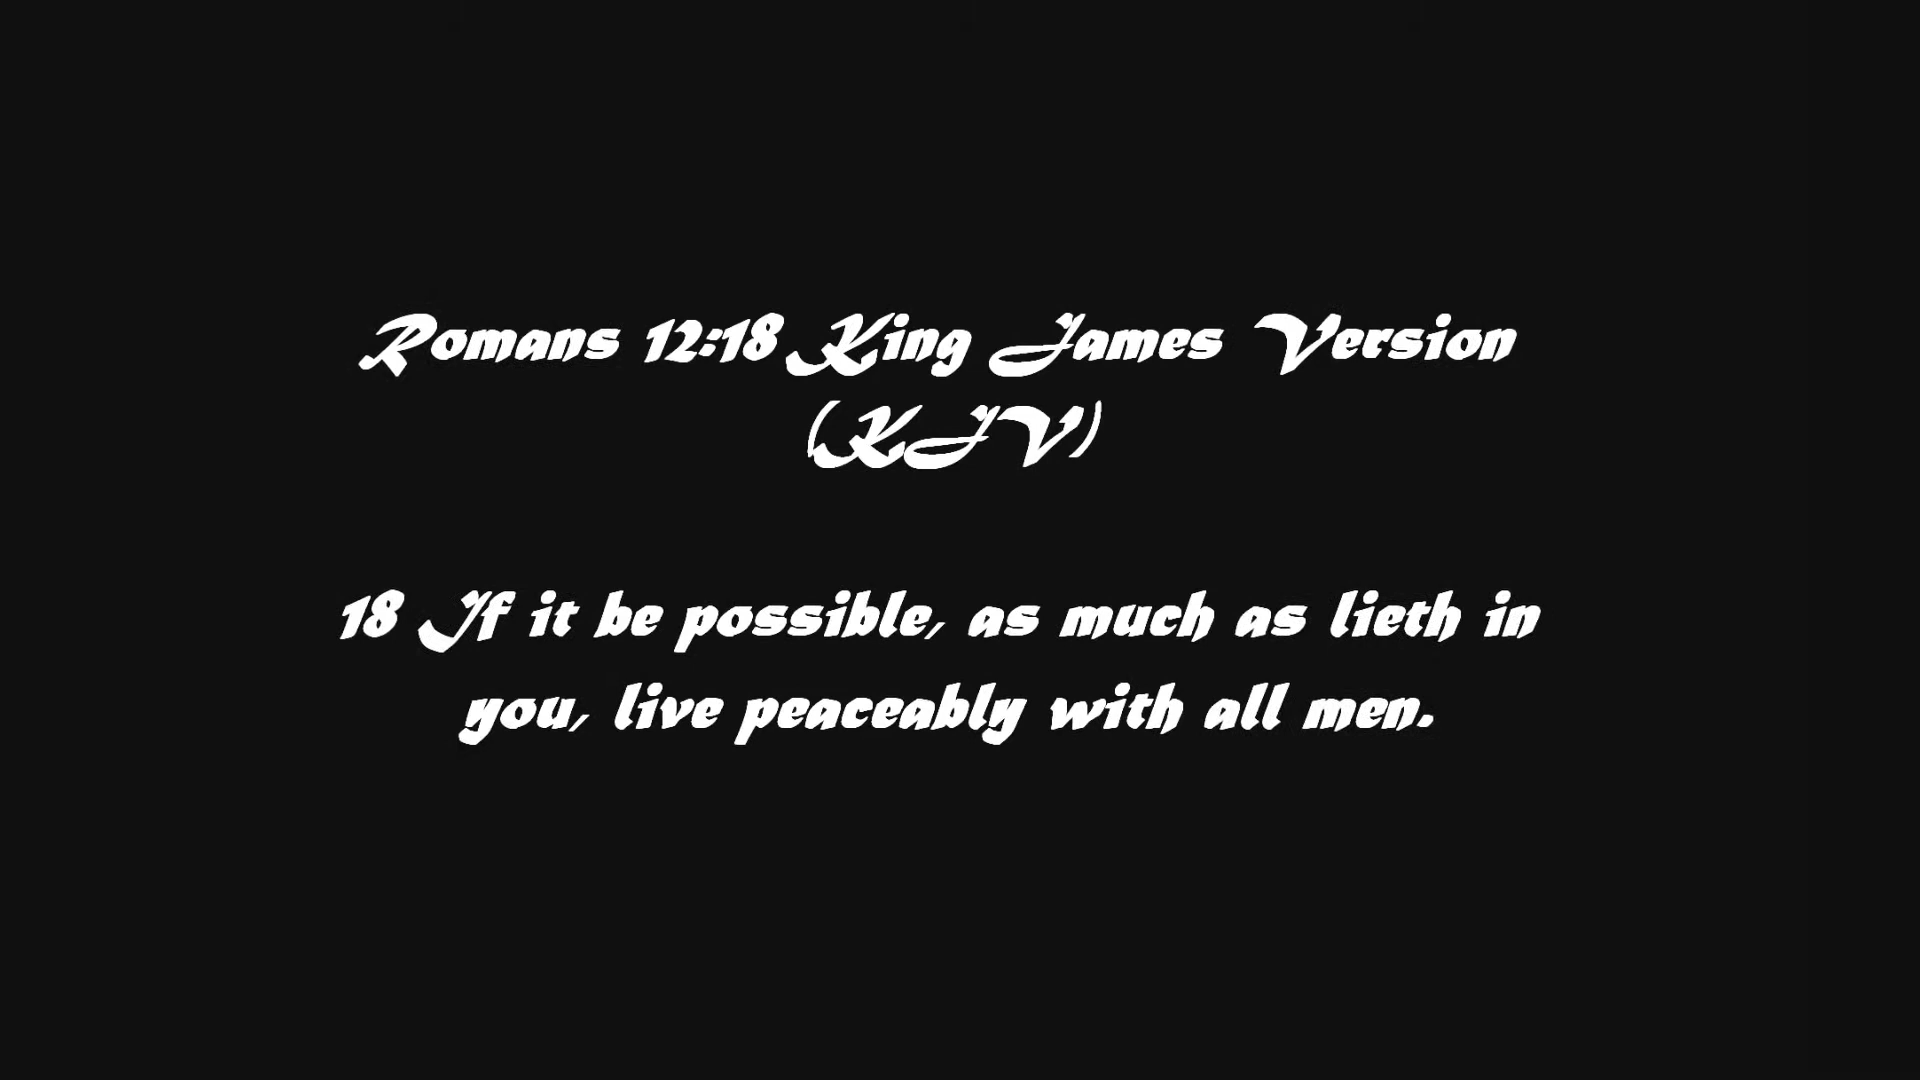 Romans 12:18 King James Version
(KJV)
18 If it be possible, as much as lieth in
you, live peaceably with all men.